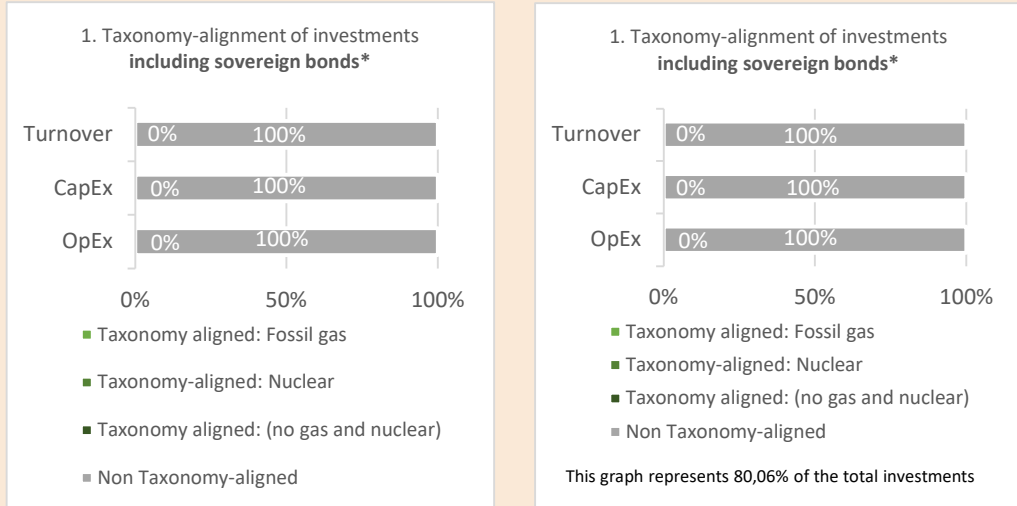 1. Taxonomy-alignment of investments
including sovereign bonds*
Turnover 0% 100%
CapEx 0% 100%
OpEx 0% 100%
0% 50% 100%
Taxonomy aligned: Fossil gas
Taxonomy-aligned: Nuclear
Taxonomy aligned: (no gas and nuclear)
Non Taxonomy-aligned
1. Taxonomy-alignment of investments
including sovereign bonds*
Turnover 0% 100%
CapEx 0% 100%
OpEx 0% 100%
0% 50% 100%
Taxonomy aligned: Fossil gas
Taxonomy-aligned: Nuclear
Taxonomy aligned: (no gas and nuclear)
Non Taxonomy-aligned
This graph represents 80,06% of the total investments